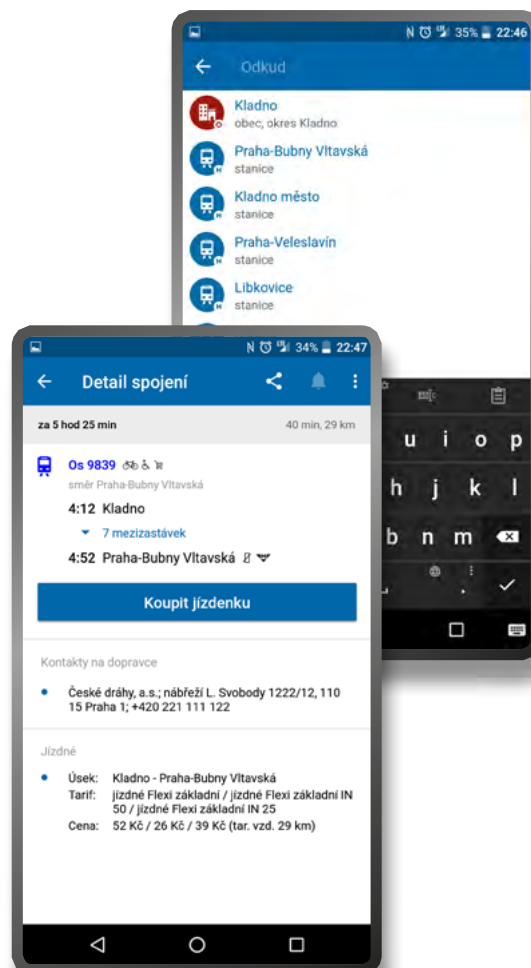 35% 22:46
Odkud
Kladno
obec, okres Kladno
Praha-Bubny Vltavská
stanice
Kladno město
stanice
Praha-Veleslavín
stanice
Libkovice
stanice
34% 22:47
Detail spojení
za 5 hod 25 min 40 min, 29 km
Os 9839
směr Praha-Bubny Vltavská
4:12 Kladno
7 mezizastávek
4:52 Praha-Bubny Vltavská
Koupit jízdenku
Kontakty na dopravce
České dráhy, a.s.; nábřeží L. Svobody 1222/12, 110
15 Praha 1; +420 221 111 122
Jízdné
Úsek: Kladno - Praha-Bubny Vltavská
Tarif: jízdné Flexi základní / jízdné Flexi základní IN
50 / jízdné Flexi základní IN 25
Cena: 52 Kč / 26 Kč / 39 Kč (tar. vzd. 29 km)
u i o p
h j k l
b n m
.